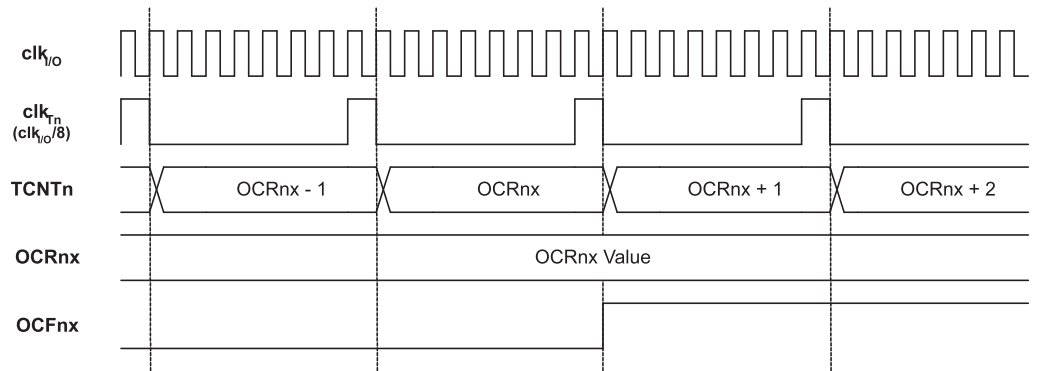 clkI/O
clkTn
(clkI/O/8)
TCNTn OCRnx - 1 OCRnx OCRnx + 1 OCRnx + 2
OCRnx OCRnx Value
OCFnx